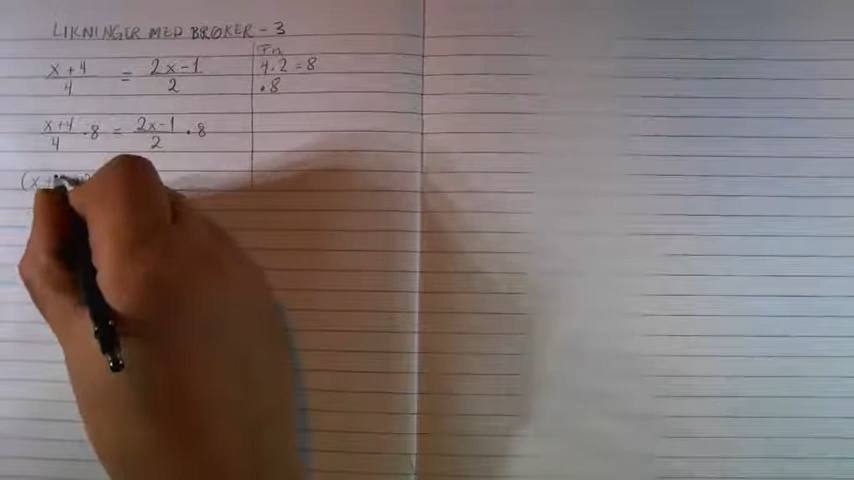 LIKNINGER MED BRØKER - 3
Fn
x+4/4 = 2x-1/2
4·2=8
·8
x+4/4 ·8 = 2x-1/2 ·8
(x